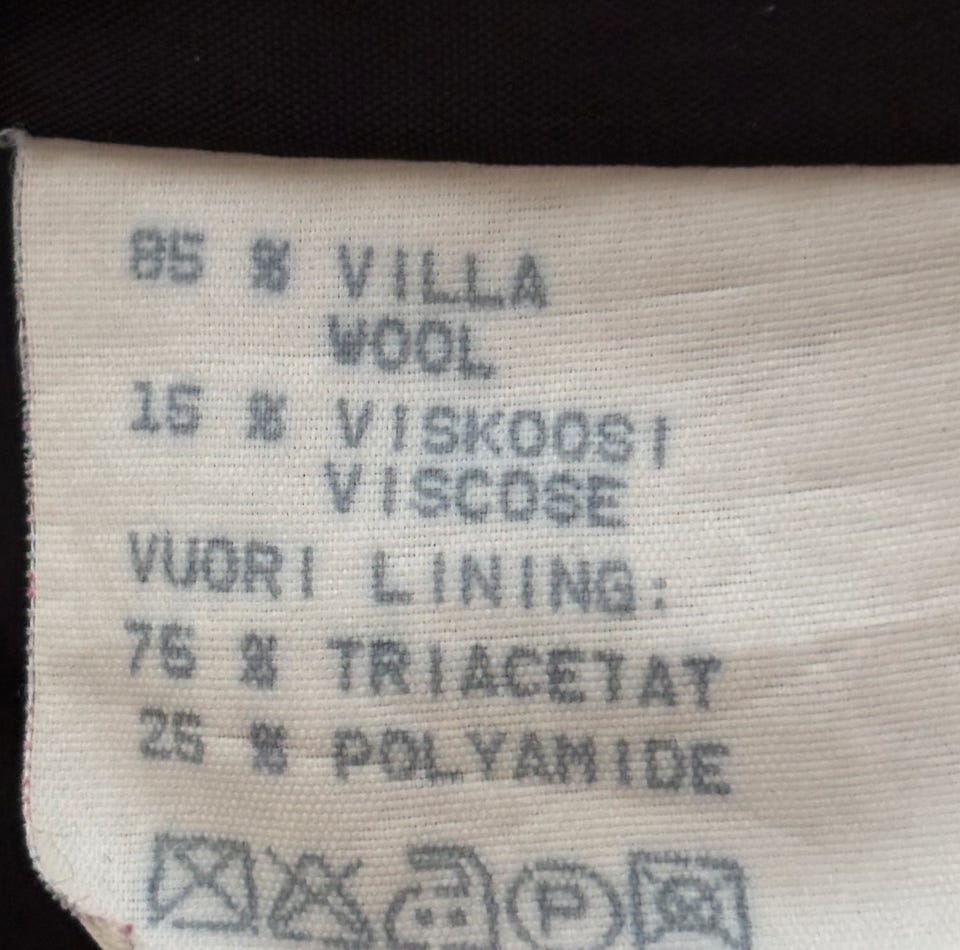 85 % VILLA
WOOL
15 % VISKOOSI
VISCOSE
VUORI LINING:
75 % TRIACETAT
25 % POLYAMIDE
P